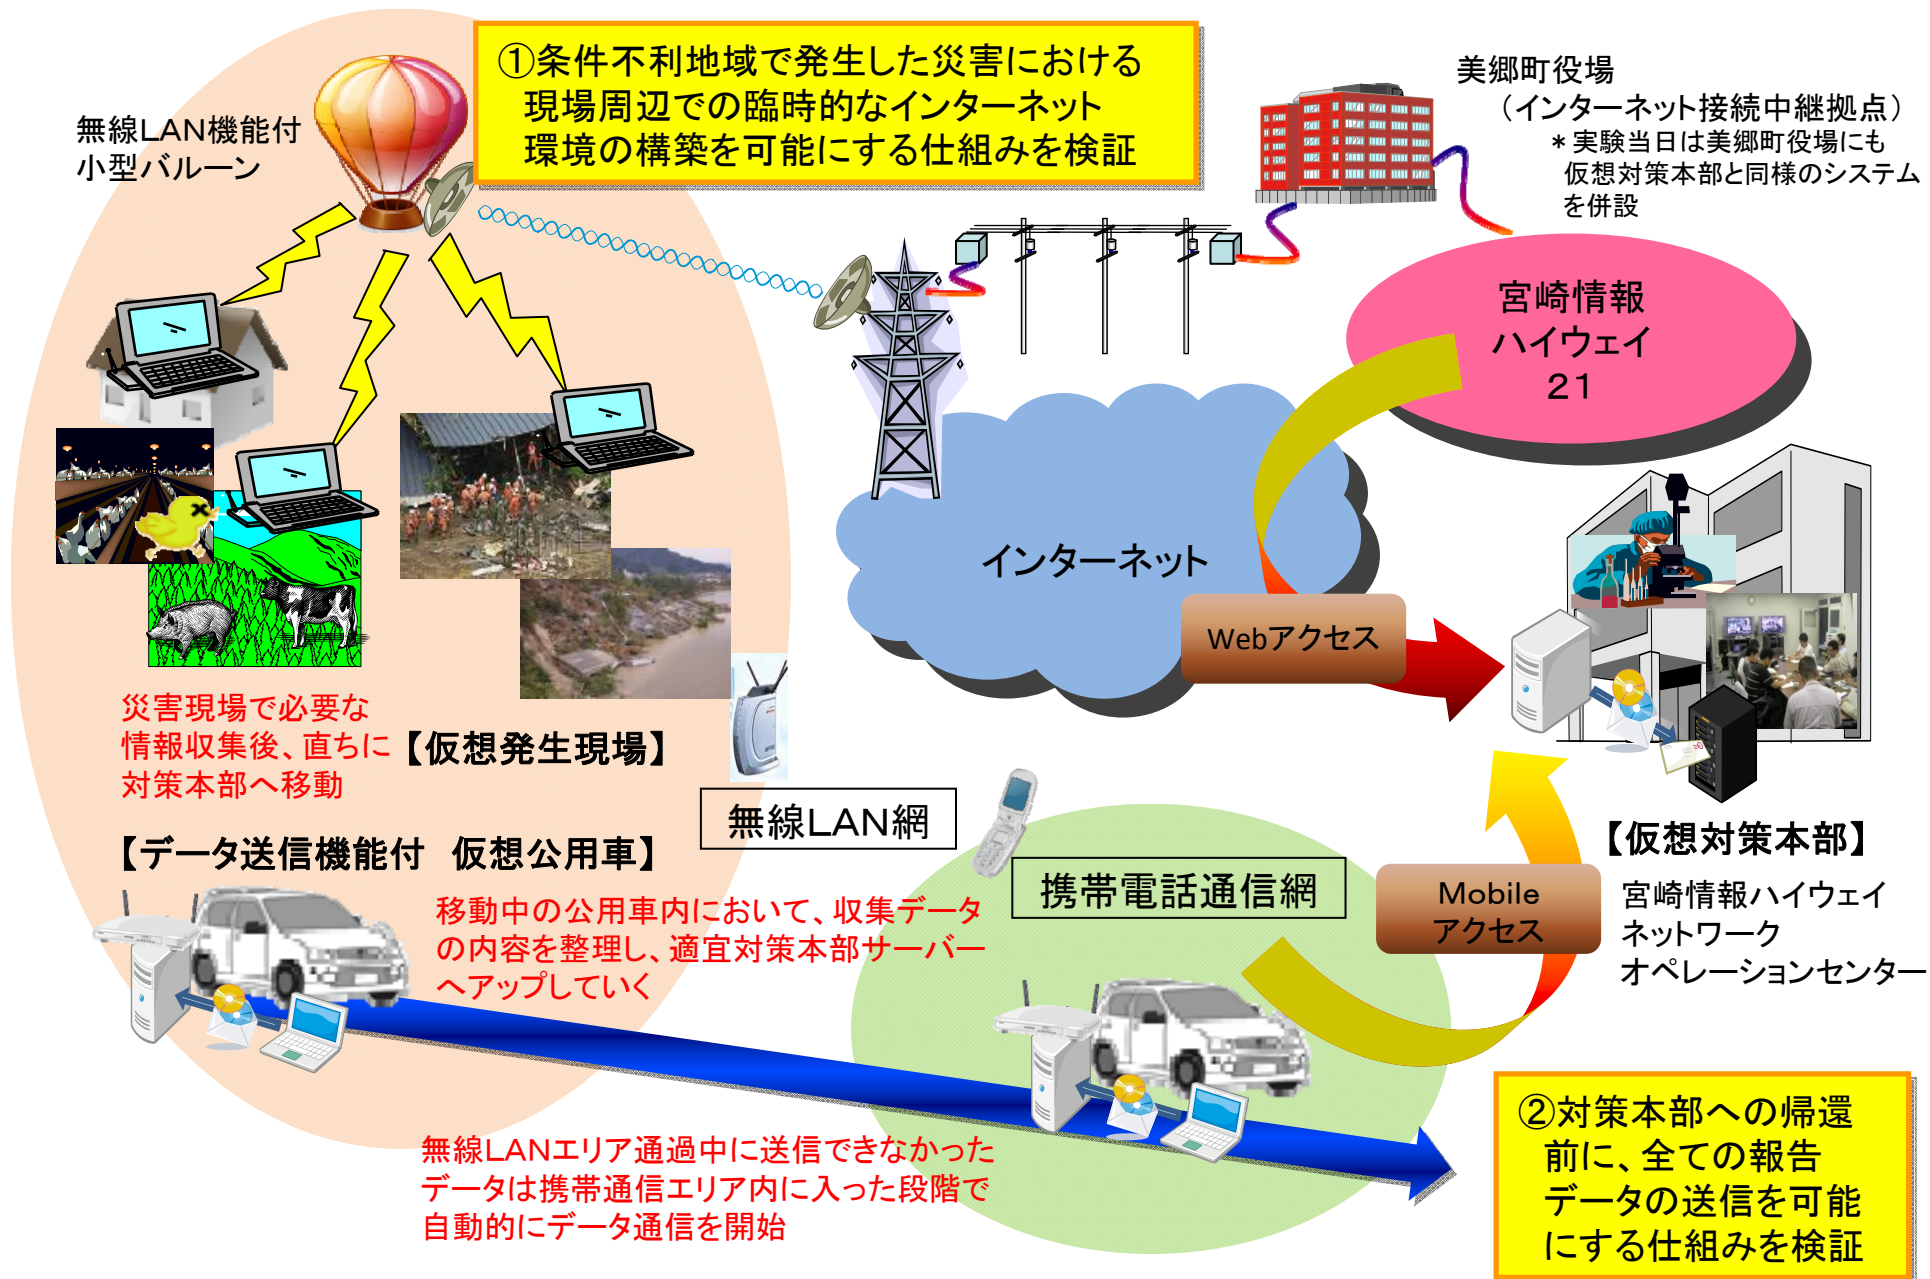 ①条件不利地域で発生した災害における
現場周辺での臨時的なインターネット
環境の構築を可能にする仕組みを検証
無線LAN機能付
小型バルーン
美郷町役場
（インターネット接続中継拠点）
＊実験当日は美郷町役場にも
仮想対策本部と同様のシステム
を併設
宮崎情報
ハイウェイ
２１
インターネット
Webアクセス
災害現場で必要な
情報収集後、直ちに
対策本部へ移動
【仮想発生現場】
無線LAN網
携帯電話通信網
Mobile
アクセス
【仮想対策本部】
宮崎情報ハイウェイ
ネットワーク
オペレーションセンター
【データ送信機能付　仮想公用車】
移動中の公用車内において、収集データ
の内容を整理し、適宜対策本部サーバー
へアップしていく
無線LANエリア通過中に送信できなかった
データは携帯通信エリア内に入った段階で
自動的にデータ通信を開始
②対策本部への帰還
前に、全ての報告
データの送信を可能
にする仕組みを検証